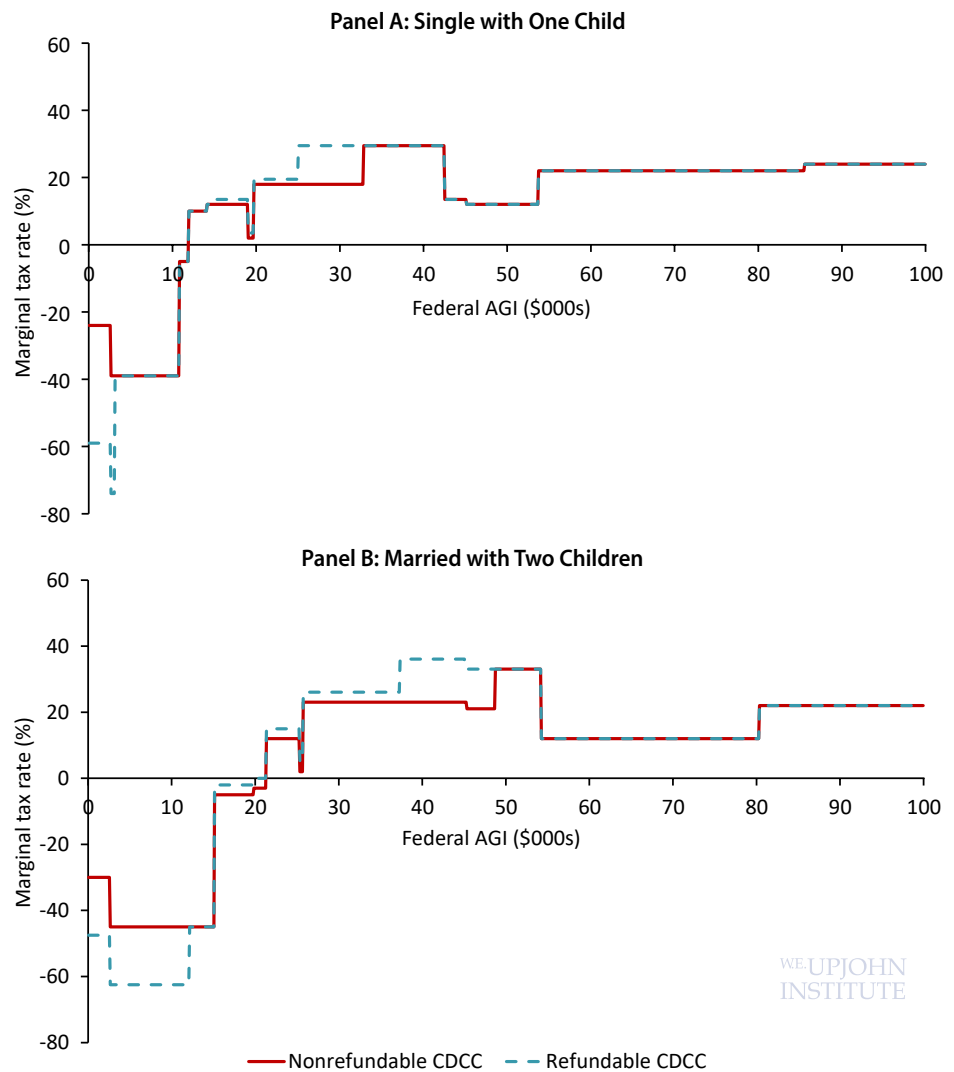 Panel A: Single with One Child
60
40
20
0
-20
-40
-60
-80
0 10 20 30 40 50 60 70 80 90 100
Marginal tax rate (%)
Federal AGI ($000s)
Panel B: Married with Two Children
60
40
20
0
-20
-40
-60
-80
0 10 20 30 40 50 60 70 80 90 100
Marginal tax rate (%)
Federal AGI ($000s)
W.E. UPJOHN
INSTITUTE
Nonrefundable CDCC Refundable CDCC